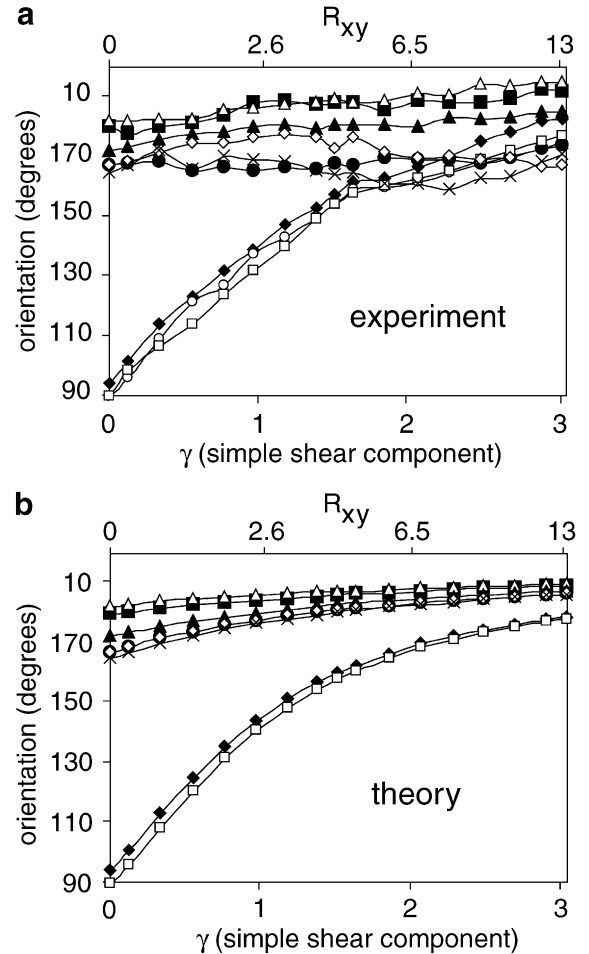 a
R_xy
0 2.6 6.5 13
10
170
150
130
110
90
orientation (degrees)
experiment
0 1 2 3
γ (simple shear component)
b
R_xy
0 2.6 6.5 13
10
170
150
130
110
90
orientation (degrees)
theory
0 1 2 3
γ (simple shear component)